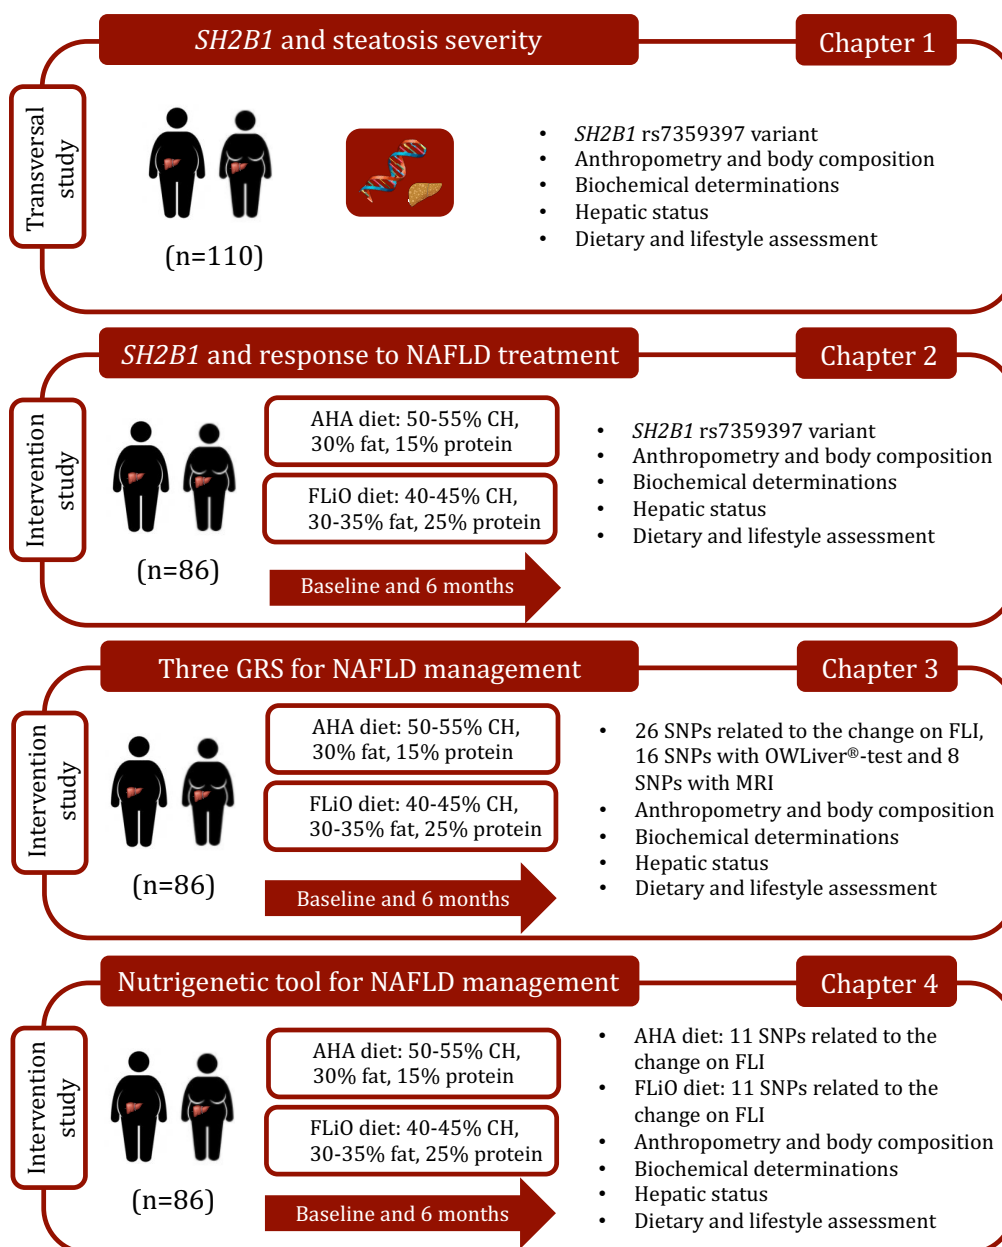 SH2B1 and steatosis severity
Chapter 1
Transversal
study
(n=110)
• SH2B1 rs7359397 variant
• Anthropometry and body composition
• Biochemical determinations
• Hepatic status
• Dietary and lifestyle assessment
SH2B1 and response to NAFLD treatment
Chapter 2
Intervention
study
(n=86)
AHA diet: 50-55% CH,
30% fat, 15% protein
FLiO diet: 40-45% CH,
30-35% fat, 25% protein
Baseline and 6 months
• SH2B1 rs7359397 variant
• Anthropometry and body composition
• Biochemical determinations
• Hepatic status
• Dietary and lifestyle assessment
Three GRS for NAFLD management
Chapter 3
Intervention
study
(n=86)
AHA diet: 50-55% CH,
30% fat, 15% protein
FLiO diet: 40-45% CH,
30-35% fat, 25% protein
Baseline and 6 months
• 26 SNPs related to the change on FLI,
16 SNPs with OWLiver®-test and 8
SNPs with MRI
• Anthropometry and body composition
• Biochemical determinations
• Hepatic status
• Dietary and lifestyle assessment
Nutrigenetic tool for NAFLD management
Chapter 4
Intervention
study
(n=86)
AHA diet: 50-55% CH,
30% fat, 15% protein
FLiO diet: 40-45% CH,
30-35% fat, 25% protein
Baseline and 6 months
• AHA diet: 11 SNPs related to the
change on FLI
• FLiO diet: 11 SNPs related to the
change on FLI
• Anthropometry and body composition
• Biochemical determinations
• Hepatic status
• Dietary and lifestyle assessment